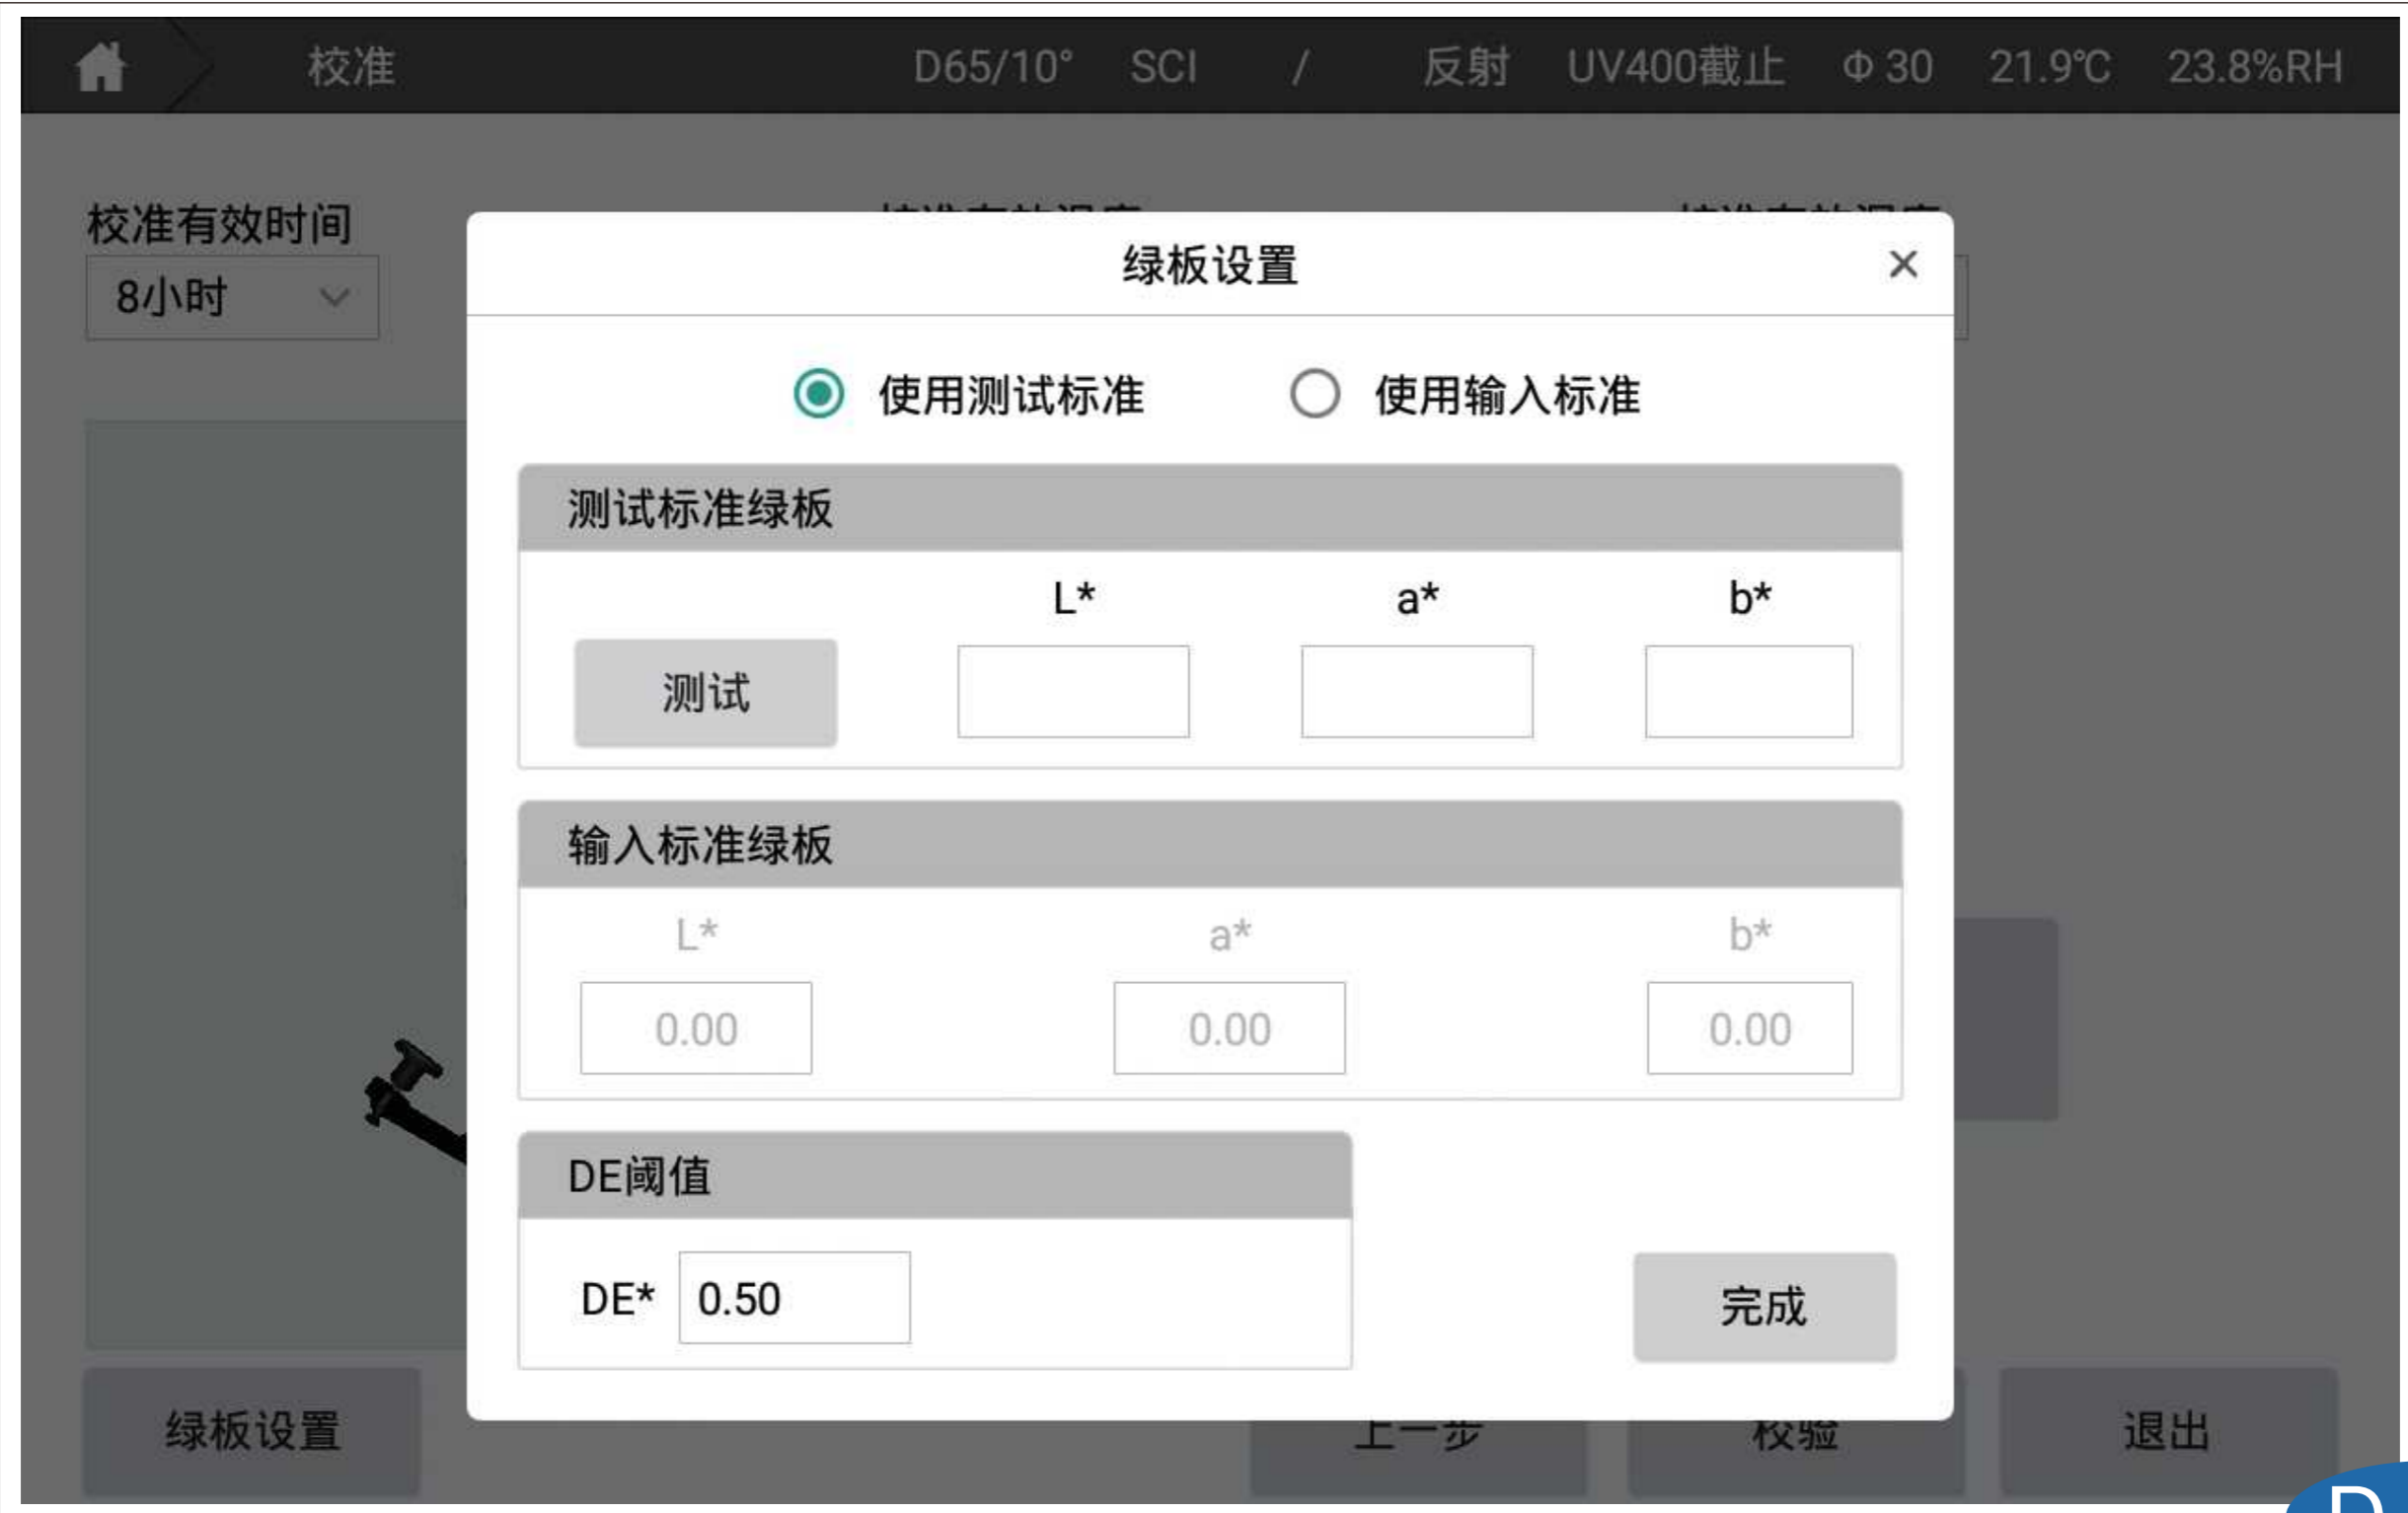 校准 D65/10° SCI / 反射 UV400截止 Φ 30 21.9℃ 23.8%RH
校准有效时间
8小时
绿板设置 ×
使用测试标准 使用输入标准
测试标准绿板
L* a* b*
测试
输入标准绿板
L* a* b*
0.00 0.00 0.00
DE阈值
DE* 0.50
完成
绿板设置 上一步 校验 退出